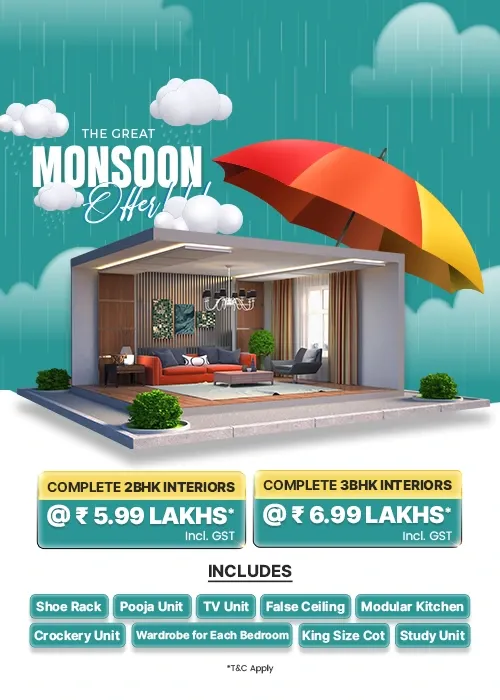 THE GREAT
MONSOON
Offer!!!
COMPLETE 2BHK INTERIORS
@ ₹ 5.99 LAKHS*
Incl. GST
COMPLETE 3BHK INTERIORS
@ ₹ 6.99 LAKHS*
Incl. GST
INCLUDES
Shoe Rack Pooja Unit TV Unit False Ceiling Modular Kitchen
Crockery Unit Wardrobe for Each Bedroom King Size Cot Study Unit
*T&C Apply